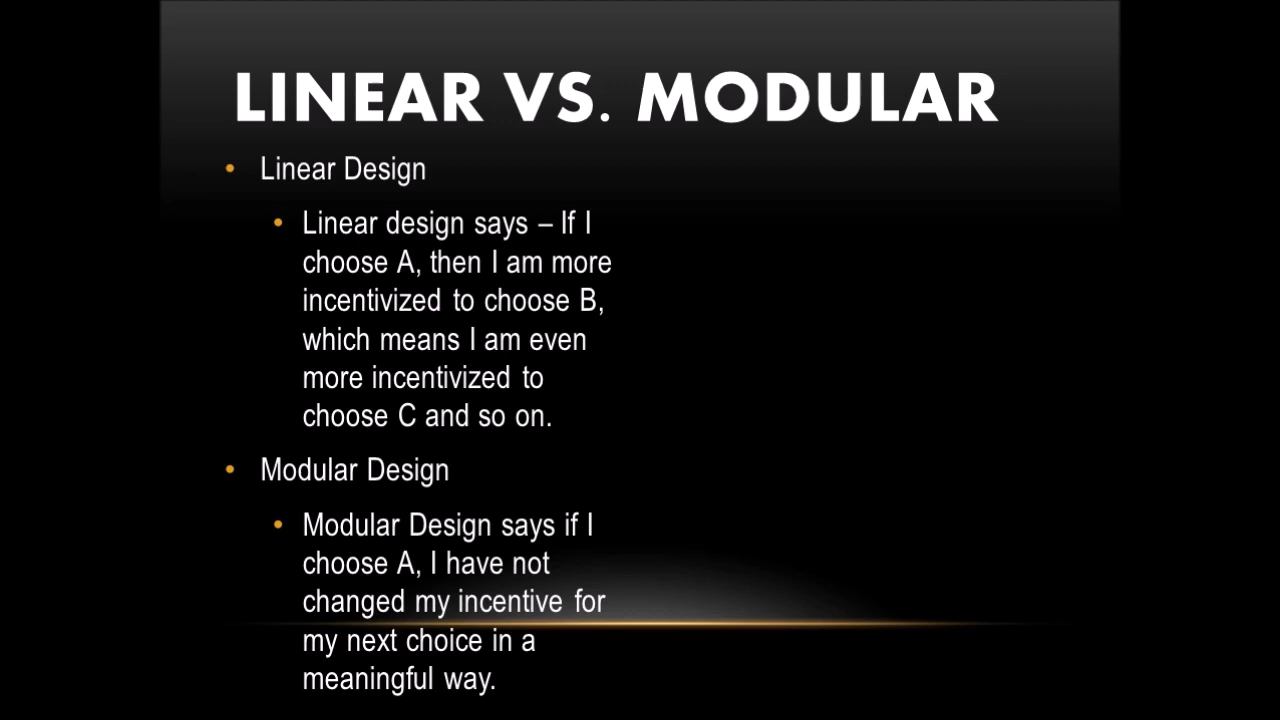 LINEAR VS. MODULAR
• Linear Design
• Linear design says – If I
choose A, then I am more
incentivized to choose B,
which means I am even
more incentivized to
choose C and so on.
• Modular Design
• Modular Design says if I
choose A, I have not
changed my incentive for
my next choice in a
meaningful way.